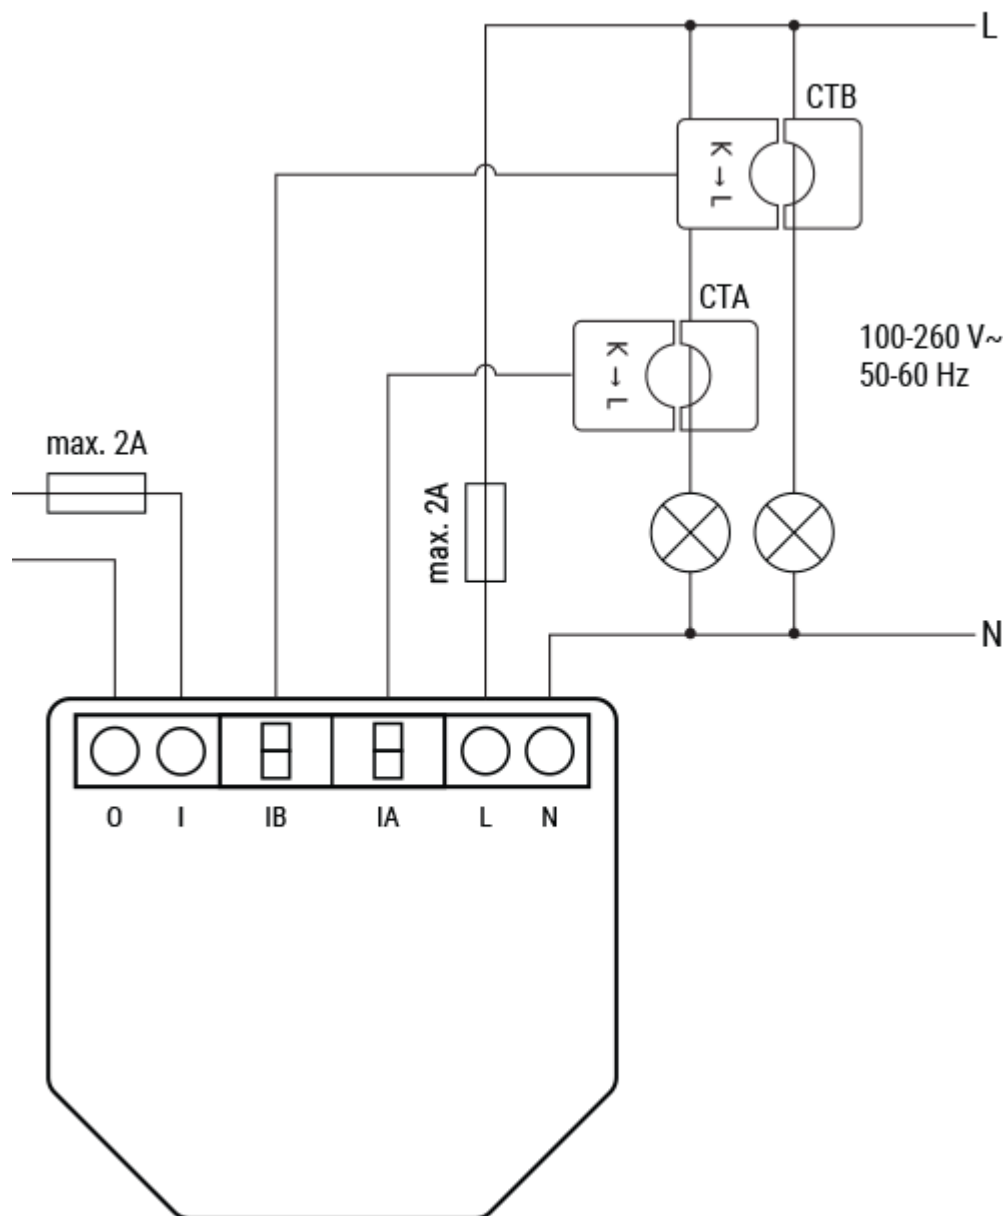 L
CTB
K → L
CTA
K → L
100-260 V~
50-60 Hz
max. 2A
max. 2A
N
O I IB IA L N